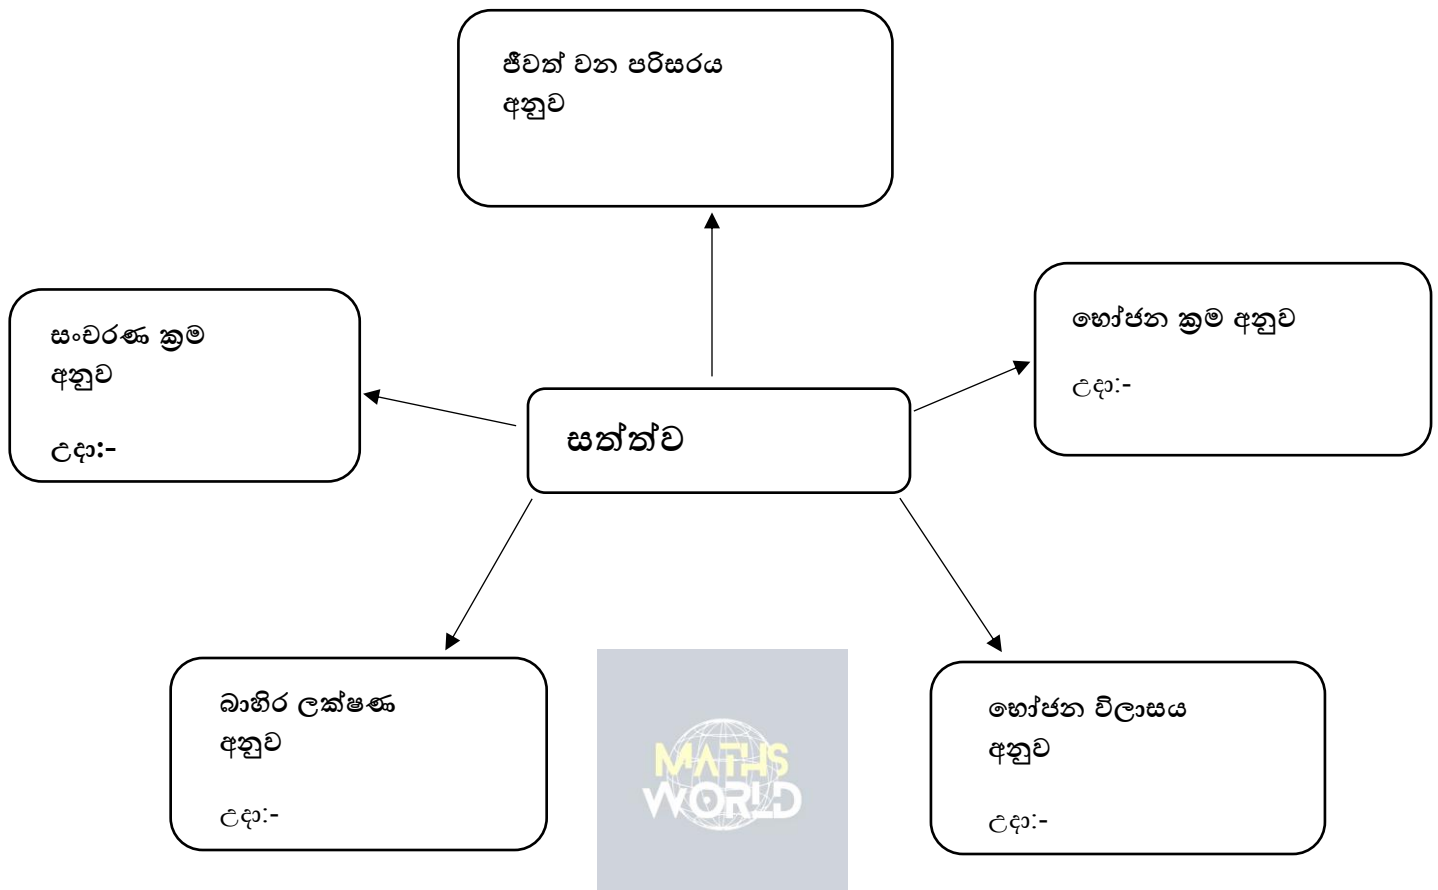 ජීවත් වන පරිසරය
අනුව
සංචරණ ක්‍රම
අනුව
උදා:-
භෝජන ක්‍රම අනුව
උදා:-
සත්ත්ව
බාහිර ලක්ෂණ
අනුව
උදා:-
MATHS
WORLD
භෝජන විලාසය
අනුව
උදා:-